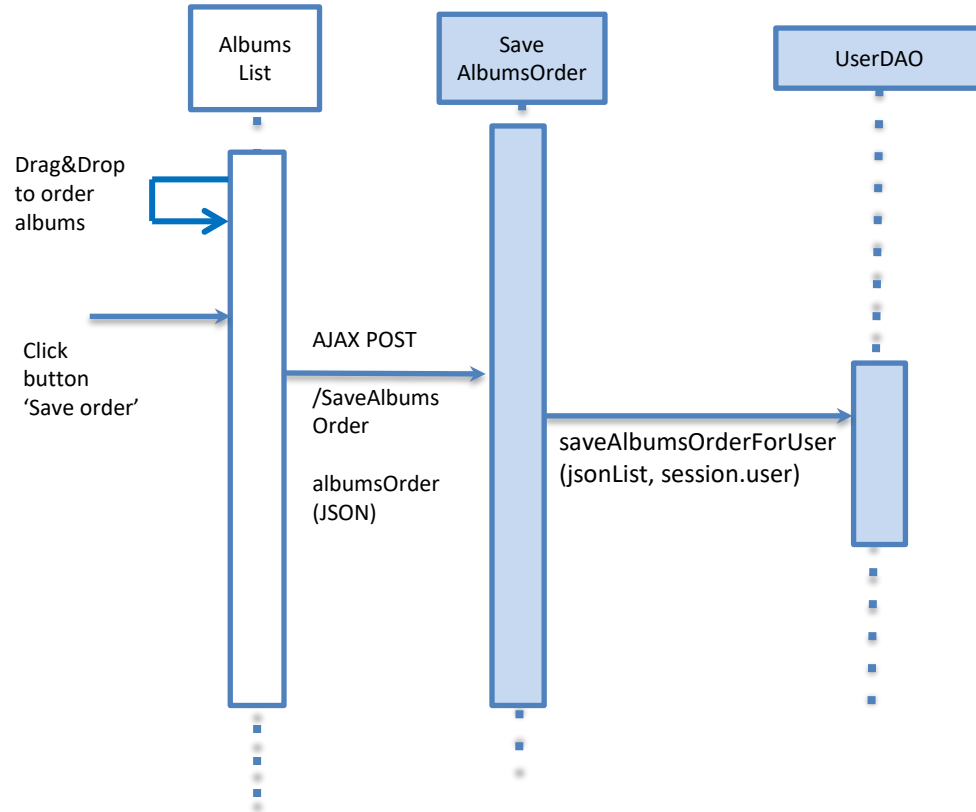 Albums
List
Save
AlbumsOrder
UserDAO
Drag&Drop
to order
albums
Click
button
‘Save order’
AJAX POST
/SaveAlbums
Order
albumsOrder
(JSON)
saveAlbumsOrderForUser
(jsonList, session.user)